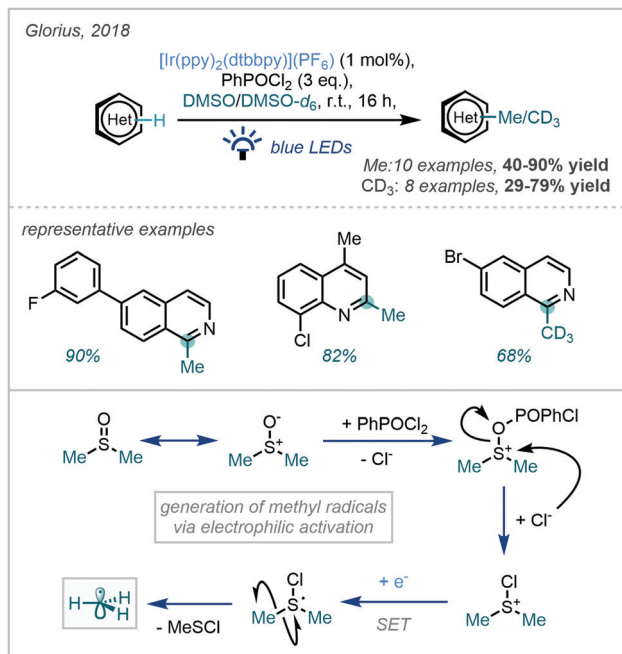 Glorius, 2018
[Ir(ppy)2(dtbbpy)](PF6) (1 mol%),
PhPOCl2 (3 eq.),
DMSO/DMSO-d6, r.t., 16 h,
Het H
Het Me/CD3
blue LEDs
Me:10 examples, 40-90% yield
CD3: 8 examples, 29-79% yield
representative examples
F N Me
90%
Me N Me Cl
82%
Br N CD3
68%
O S Me Me
O- S+ Me Me
+ PhPOCl2
- Cl-
O POPhCl S+ Me Me
generation of methyl radicals
via electrophilic activation
+ Cl-
H H H
- MeSCl
Cl Me S· Me
+ e-
SET
Cl S+ Me Me